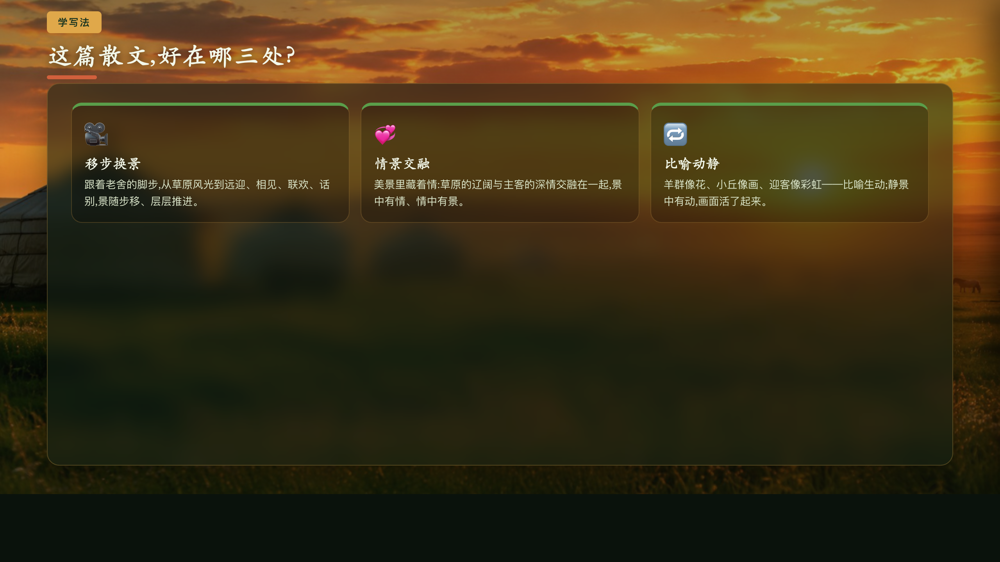 学写法
这篇散文,好在哪三处?
移步换景
跟着老舍的脚步,从草原风光到远迎、相见、联欢、话
别,景随步移、层层推进。
情景交融
美景里藏着情:草原的辽阔与主客的深情交融在一起,景
中有情、情中有景。
比喻动静
羊群像花、小丘像画、迎客像彩虹——比喻生动;静景
中有动,画面活了起来。